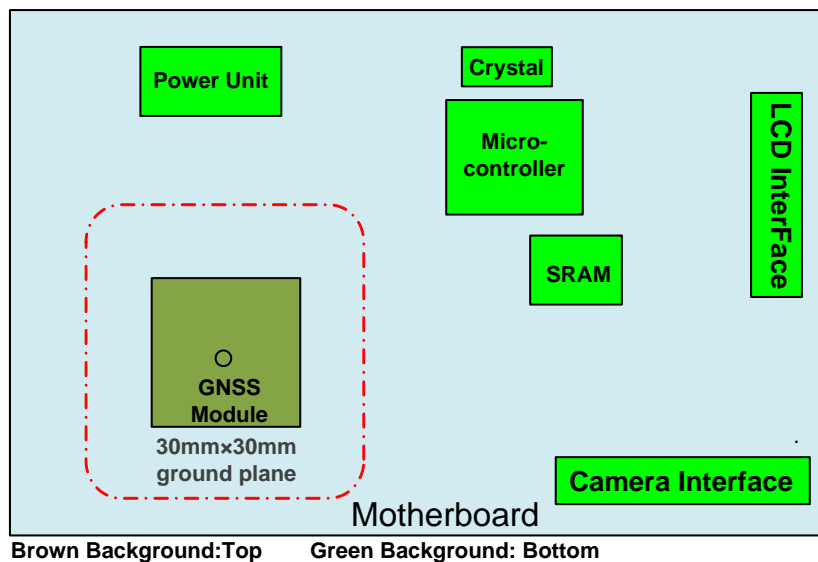 Power Unit
Crystal
Micro-
controller
LCD InterFace
SRAM
GNSS
Module
30mm×30mm
ground plane
Camera Interface
Motherboard
Brown Background:Top Green Background: Bottom